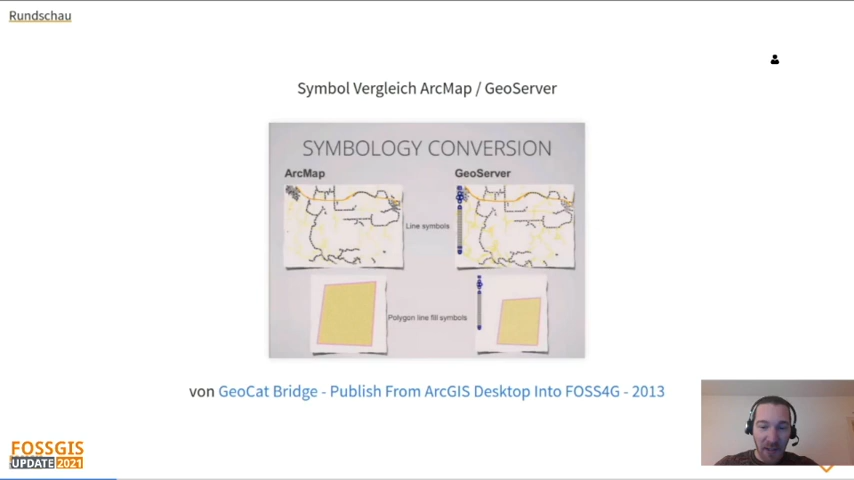 Rundschau
Symbol Vergleich ArcMap / GeoServer
SYMBOLOGY CONVERSION
ArcMap
GeoServer
Line symbols
Polygon line fill symbols
von GeoCat Bridge - Publish From ArcGIS Desktop Into FOSS4G - 2013
FOSSGIS
UPDATE 2021